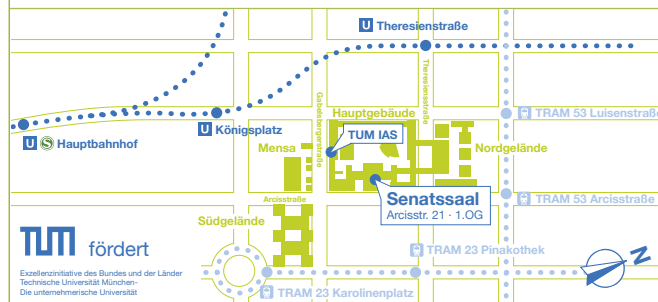 U Theresienstraße
Theresienstraße
Gabelsbergerstraße
Hauptgebäude
TRAM 53 Luisenstraße
U S Hauptbahnhof
U Königsplatz
TUM IAS
Mensa
Nordgelände
Arcisstraße
Senatssaal
Arcisstr. 21 · 1.OG
TRAM 53 Arcisstraße
Südgelände
TUM fördert
TRAM 23 Pinakothek
N
Exzellenzinitiative des Bundes und der Länder
Technische Universität München-
Die unternehmerische Universität
TRAM 23 Karolinenplatz